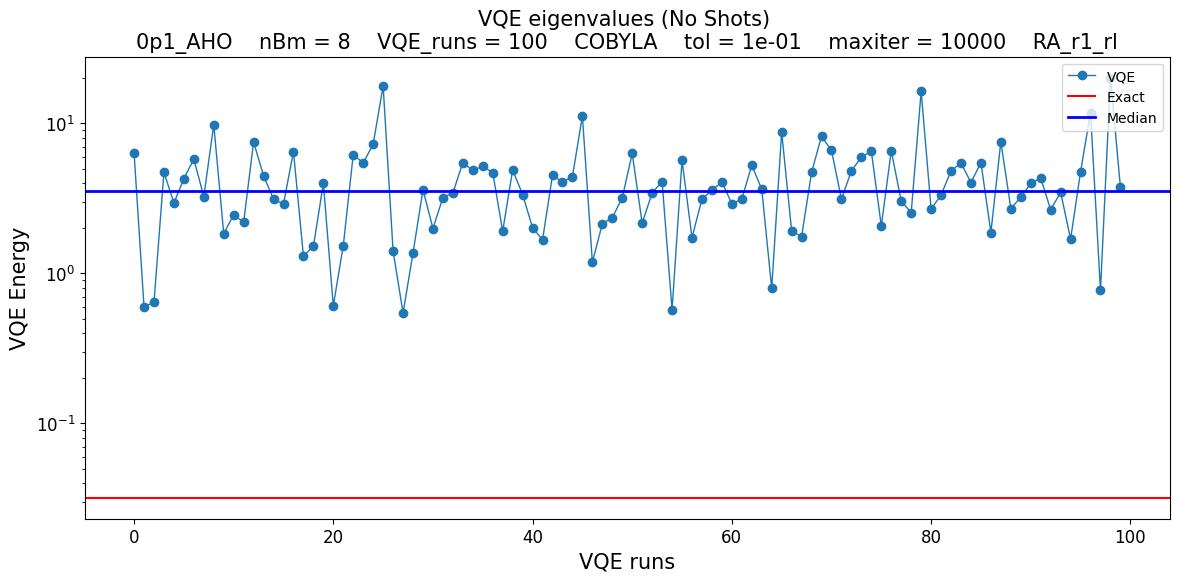 VQE eigenvalues (No Shots)
0p1_AHO nBm = 8 VQE_runs = 100 COBYLA tol = 1e-01 maxiter = 10000 RA_r1_rl
VQE
Exact
Median
VQE Energy
10¹
10⁰
10⁻¹
0 20 40 60 80 100
VQE runs